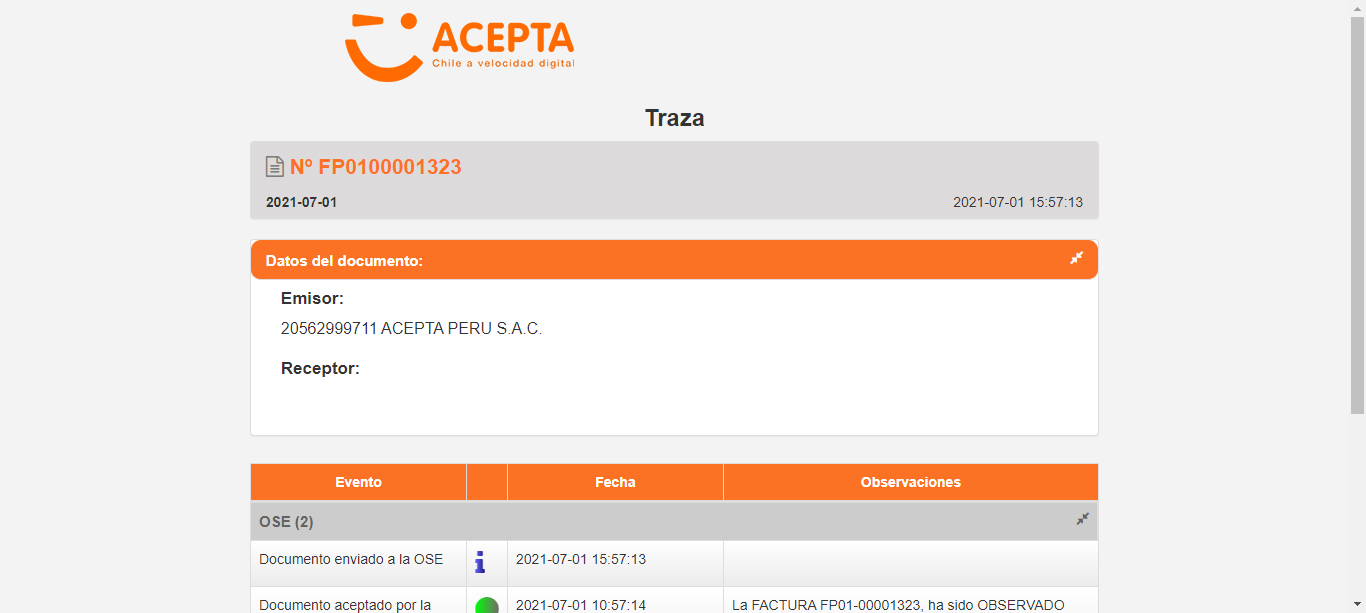 ACEPTA
Chile a velocidad digital
Traza
Nº FP0100001323
2021-07-01
2021-07-01 15:57:13
Datos del documento:
Emisor:
20562999711 ACEPTA PERU S.A.C.
Receptor:
Evento Fecha Observaciones
OSE (2)
Documento enviado a la OSE 2021-07-01 15:57:13
Documento aceptado por la 2021-07-01 10:57:14 La FACTURA FP01-00001323, ha sido OBSERVADO